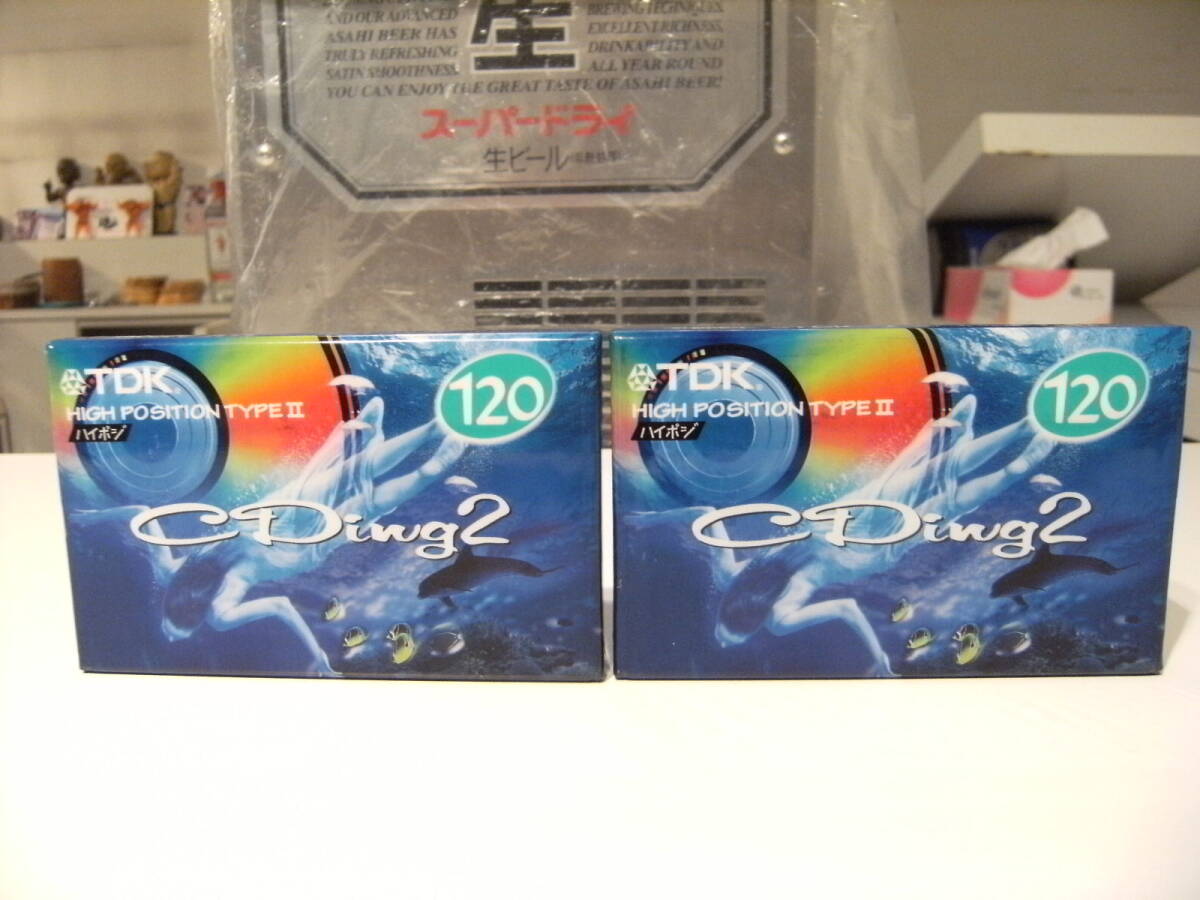 AND OUR ADVANCED
ASAHI BEER HAS
TRULY REFRESHING
SATIN SMOOTHNESS.
生
BREWING TECHNIQUES,
EXCELLENT RICHNESS,
DRINKABILITY AND
ALL YEAR ROUND
YOU CAN ENJOY THE GREAT TASTE OF ASAHI BEER!
スーパードライ
生ビール
TDK
HIGH POSITION TYPE II
ハイポジ
120
CDing2
TDK
HIGH POSITION TYPE II
ハイポジ
120
CDing2